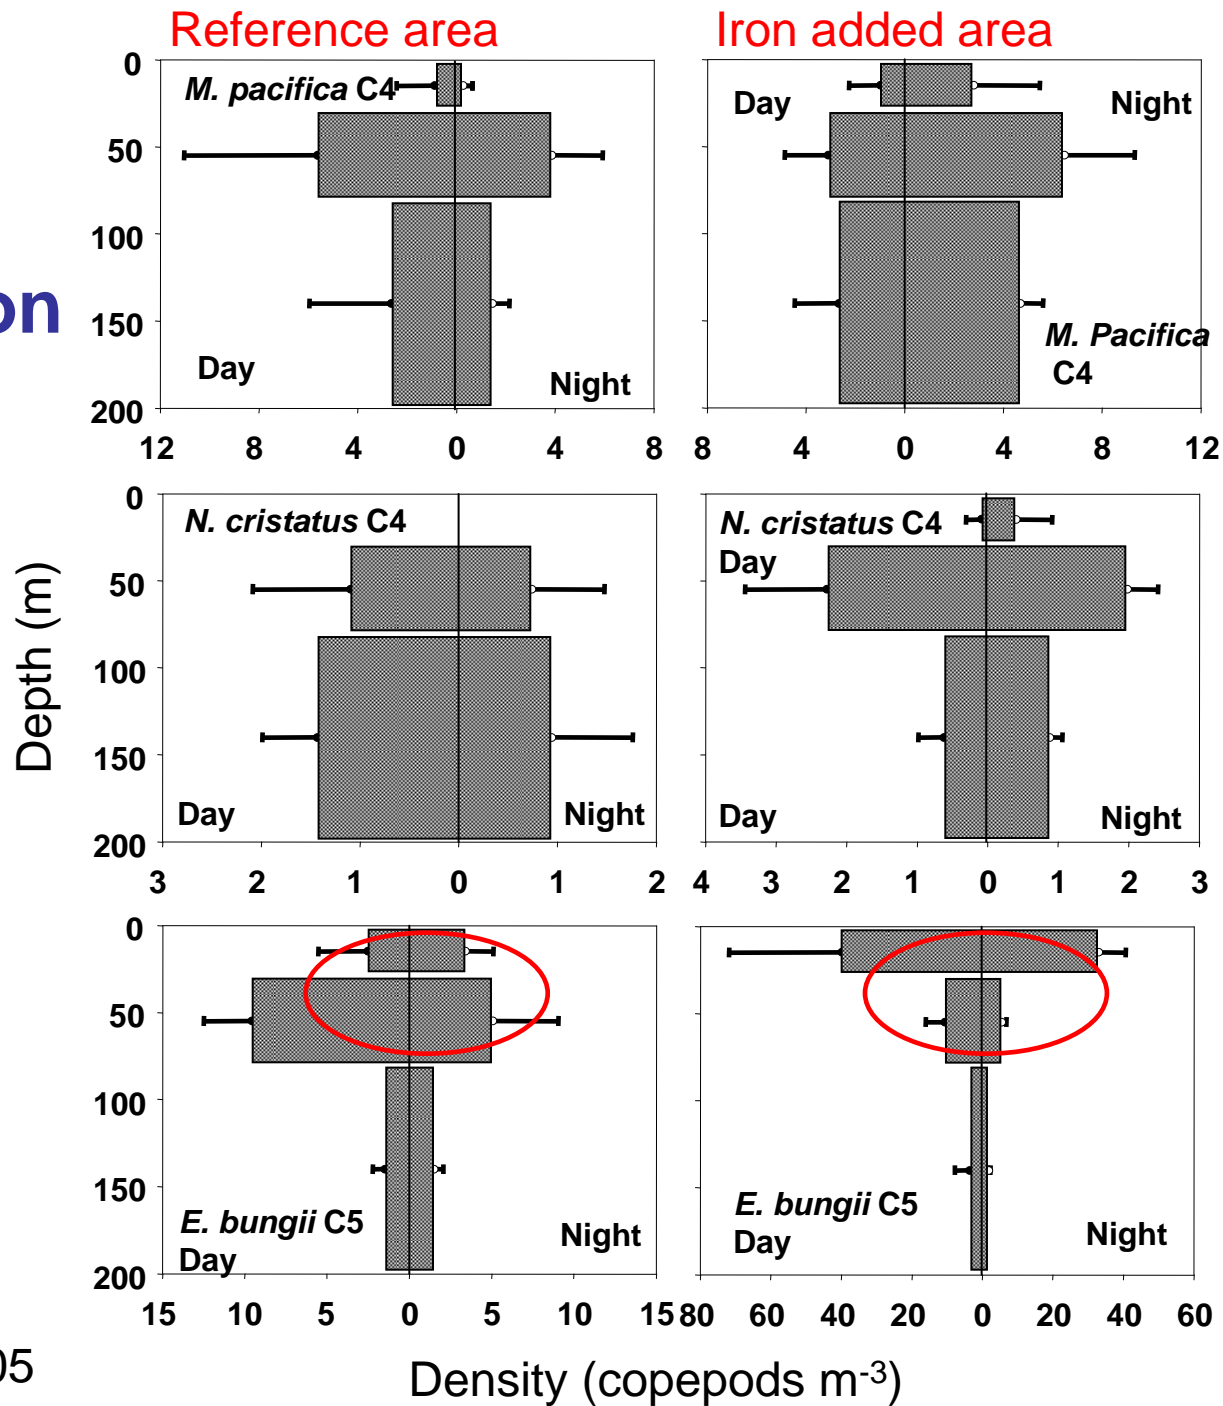 Reference area
Iron added area
0
50
100
150
200
M. pacifica C4
Day
Night
12 8 4 0 4 8
Day
Night
M. Pacifica
C4
8 4 0 4 8 12
on
Depth (m)
0
50
100
150
200
N. cristatus C4
Day
Night
3 2 1 0 1 2
N. cristatus C4
Day
Day
Night
4 3 2 1 0 1 2 3
0
50
100
150
200
E. bungii C5
Day
Night
15 10 5 0 5 10 15
E. bungii C5
Day
Night
80 60 40 20 0 20 40 60
05
Density (copepods m-3)